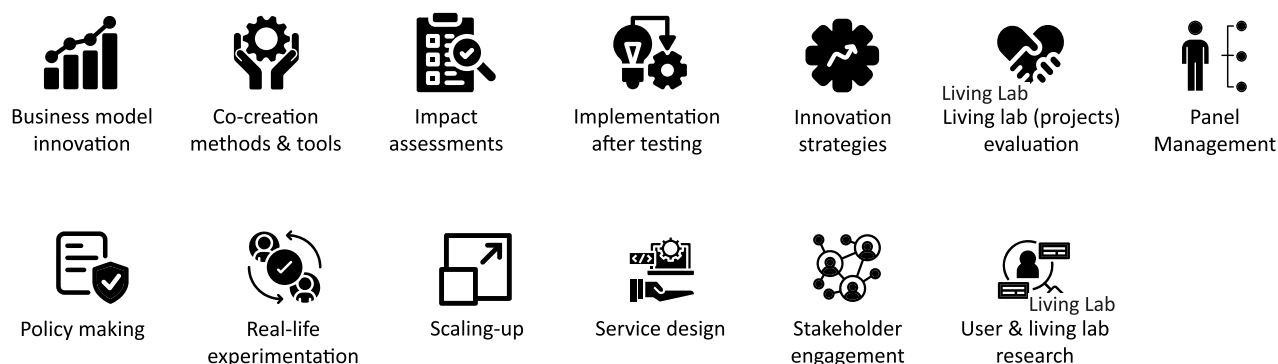 Business model
innovation
Co-creation
methods & tools
Impact
assessments
Implementation
after testing
Innovation
strategies
Living Lab
Living lab (projects)
evaluation
Panel
Management
Policy making
Real-life
experimentation
Scaling-up
</>
Service design
Stakeholder
engagement
Living Lab
User & living lab
research